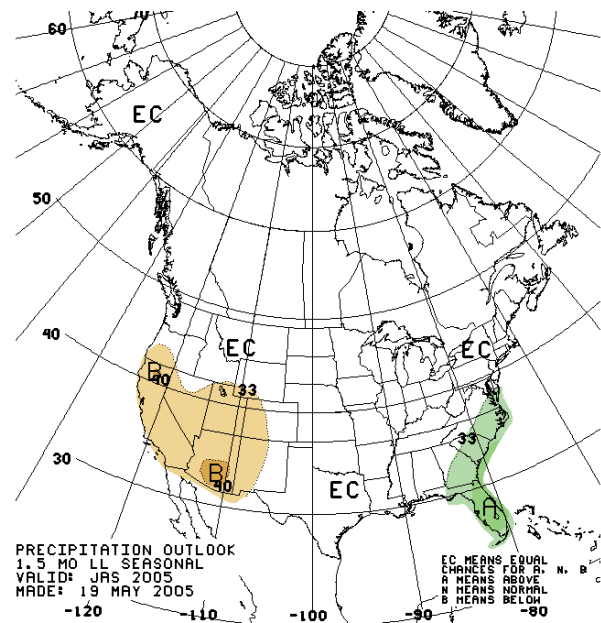 70
60
EC
50
40
EC
EC
B
40
33
33
B
40
EC
30
A
PRECIPITATION OUTLOOK
1.5 MO LL SEASONAL
VALID: JAS 2005
MADE: 19 MAY 2005
EC MEANS EQUAL
CHANCES FOR A, N, B
A MEANS ABOVE
N MEANS NORMAL
B MEANS BELOW
-120
-110
-100
-90
-80